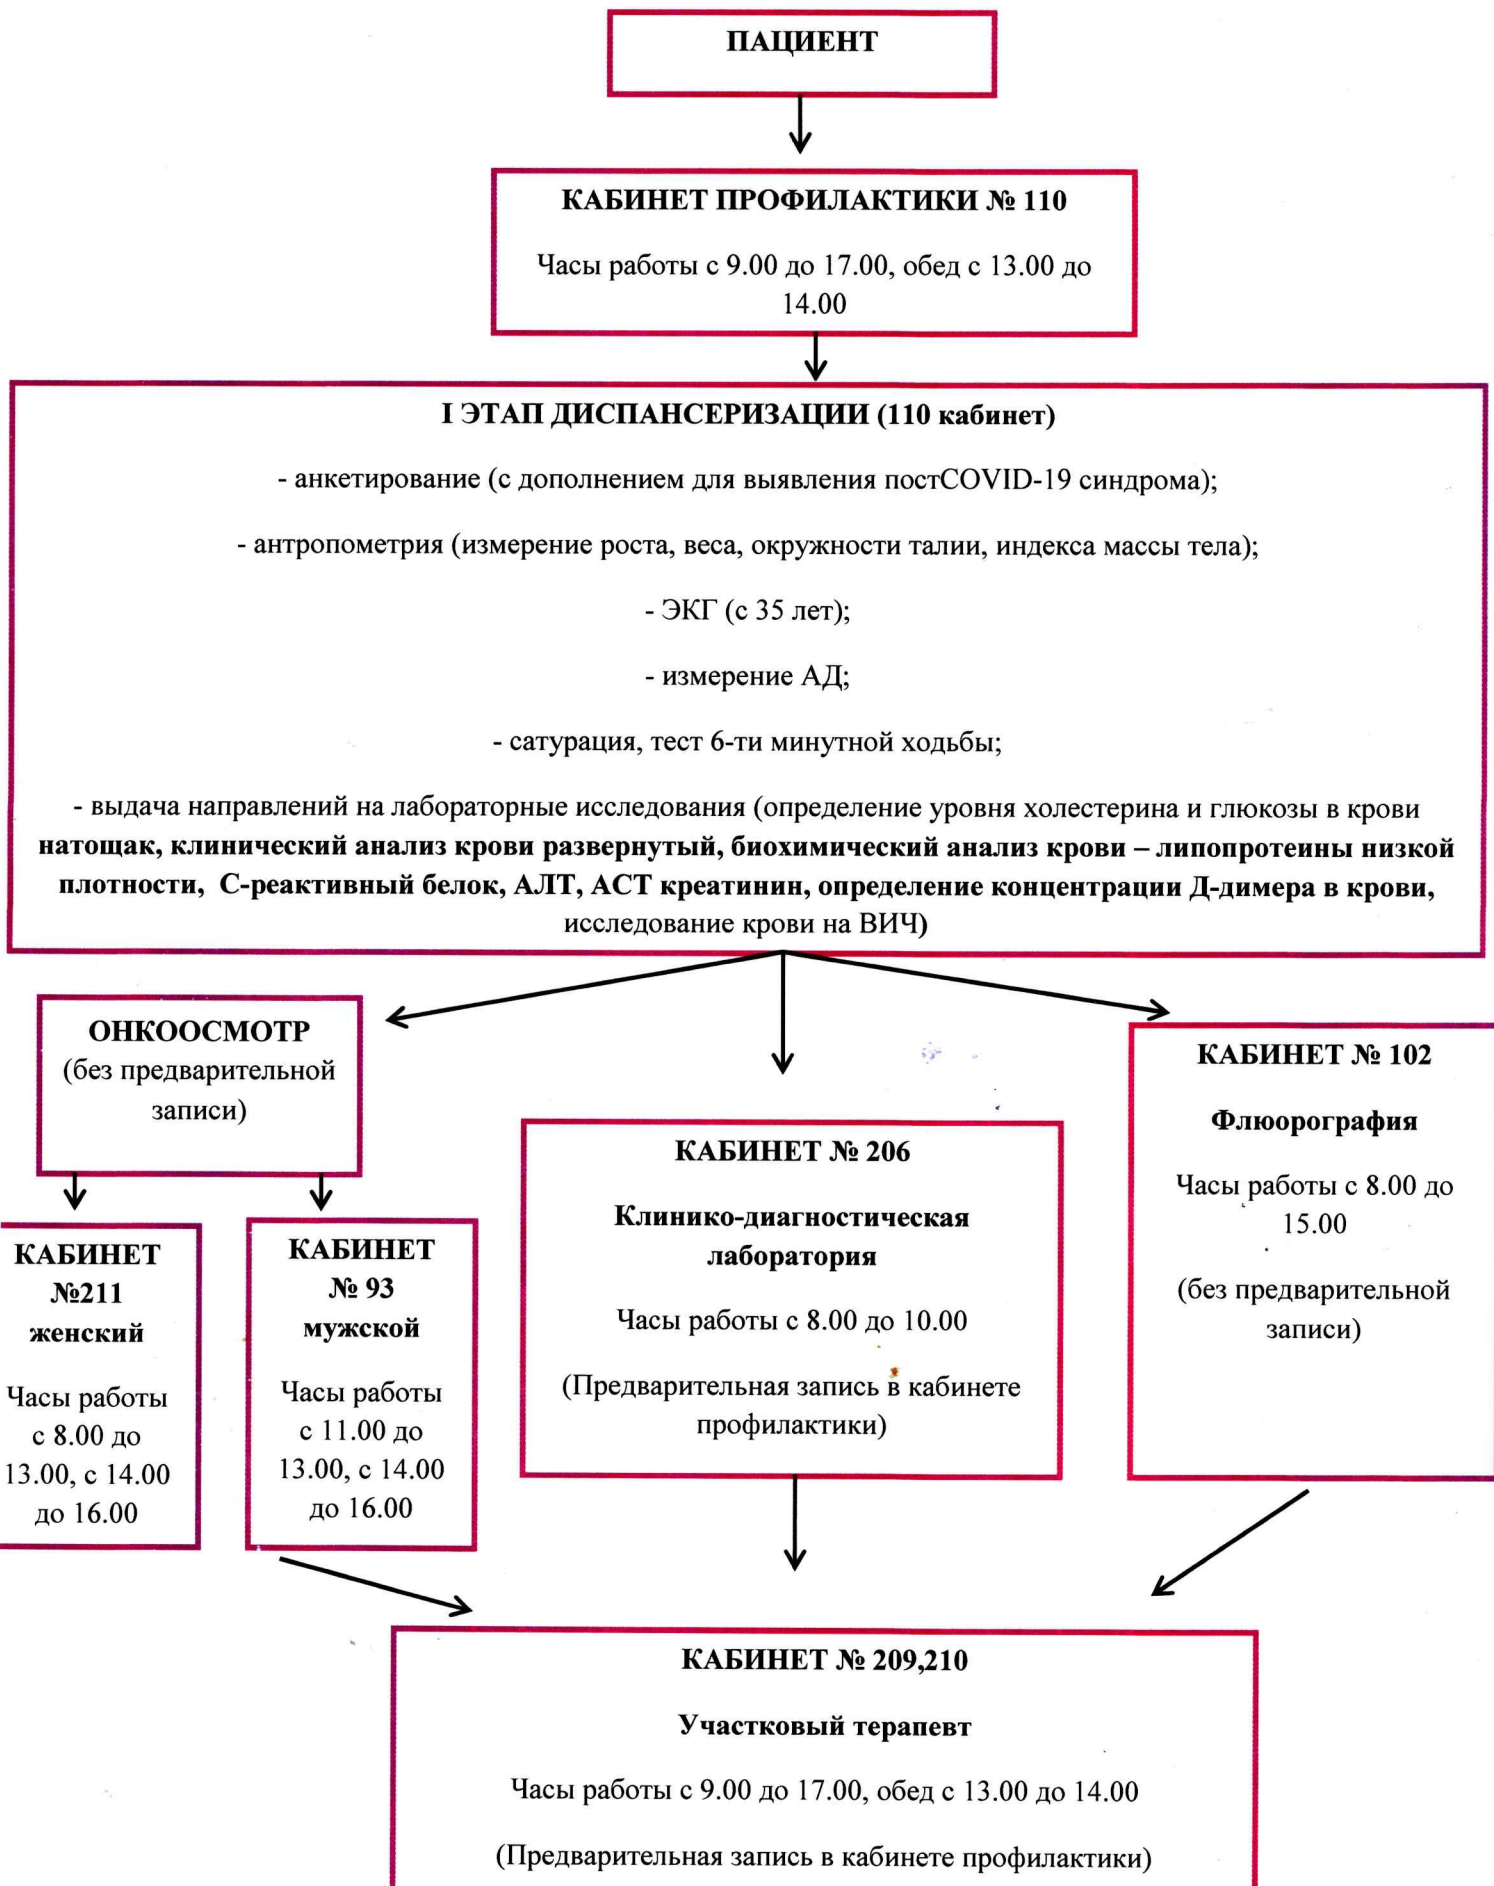 ПАЦИЕНТ
КАБИНЕТ ПРОФИЛАКТИКИ № 110
Часы работы с 9.00 до 17.00, обед с 13.00 до
14.00
I ЭТАП ДИСПАНСЕРИЗАЦИИ (110 кабинет)
- анкетирование (с дополнением для выявления постCOVID-19 синдрома);
- антропометрия (измерение роста, веса, окружности талии, индекса массы тела);
- ЭКГ (с 35 лет);
- измерение АД;
- сатурация, тест 6-ти минутной ходьбы;
- выдача направлений на лабораторные исследования (определение уровня холестерина и глюкозы в крови
натощак, клинический анализ крови развернутый, биохимический анализ крови – липопротеины низкой
плотности, С-реактивный белок, АЛТ, АСТ креатинин, определение концентрации Д-димера в крови,
исследование крови на ВИЧ)
ОНКООСМОТР
(без предварительной
записи)
КАБИНЕТ
№211
женский
Часы работы
с 8.00 до
13.00, с 14.00
до 16.00
КАБИНЕТ
№ 93
мужской
Часы работы
с 11.00 до
13.00, с 14.00
до 16.00
КАБИНЕТ № 206
Клинико-диагностическая
лаборатория
Часы работы с 8.00 до 10.00
(Предварительная запись в кабинете
профилактики)
КАБИНЕТ № 102
Флюорография
Часы работы с 8.00 до
15.00
(без предварительной
записи)
КАБИНЕТ № 209,210
Участковый терапевт
Часы работы с 9.00 до 17.00, обед с 13.00 до 14.00
(Предварительная запись в кабинете профилактики)